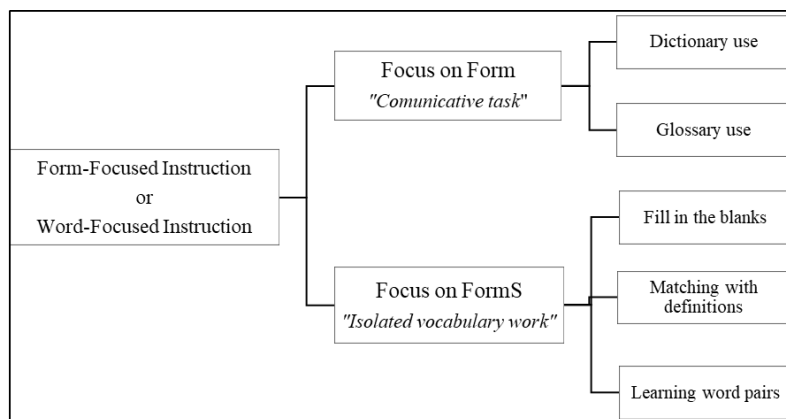 Form-Focused Instruction
or
Word-Focused Instruction
Focus on Form
"Comunicative task"
Dictionary use
Glossary use
Focus on FormS
"Isolated vocabulary work"
Fill in the blanks
Matching with
definitions
Learning word pairs